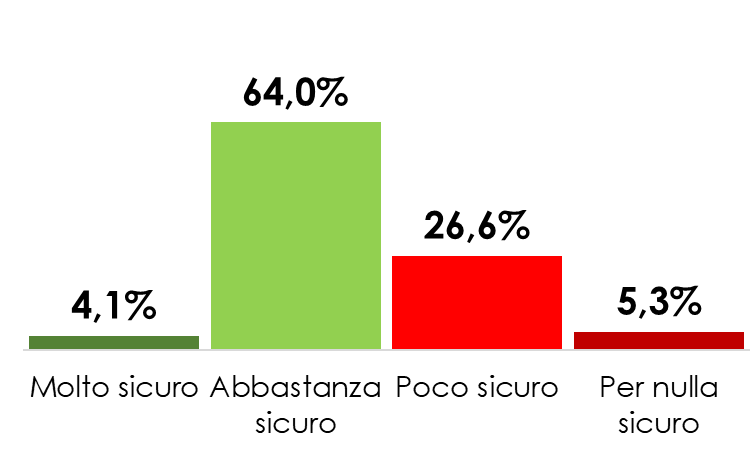 64,0%
26,6%
4,1%
5,3%
Molto sicuro
Abbastanza
sicuro
Poco sicuro
Per nulla
sicuro